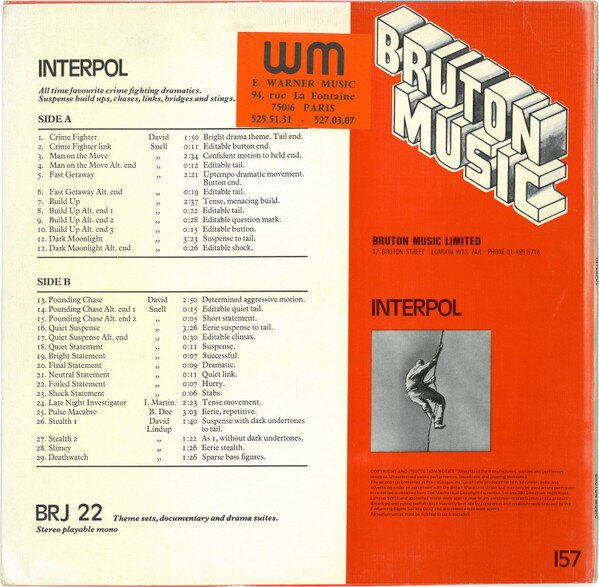 INTERPOL
All time favourite crime fighting dramatics.
Suspense build ups, chases, links, bridges and stings.
wm
E. WARNER MUSIC
94, rue La Fontaine
75016 PARIS
525.51.31 - 527.03.07
BRUTON
MUSIC
SIDE A
1. Crime Fighter David 1:50 Bright drama theme. Tail end.
2. Crime Fighter link Snell 0:11 Editable button end.
3. Man on the Move ,, 2:34 Confident motion to held end.
4. Man on the Move Alt. end ,, 0:12 Editable tail.
5. Fast Getaway ,, 2:21 Uptempo dramatic movement.
Button end.
6. Fast Getaway Alt. end ,, 0:19 Editable tail.
7. Build Up ,, 2:37 Tense, menacing build.
8. Build Up Alt. end 1 ,, 0:22 Editable tail.
9. Build Up Alt. end 2 ,, 0:28 Editable question mark.
10. Build Up Alt. end 3 ,, 0:15 Editable button.
11. Dark Moonlight ,, 3:23 Suspense to tail.
12. Dark Moonlight Alt. end ,, 0:26 Editable shock.
BRUTON MUSIC LIMITED
12 BRUTON STREET LONDON W1X 7AH PHONE 01-499 6718
SIDE B
13. Pounding Chase David 2:50 Determined aggressive motion.
14. Pounding Chase Alt. end 1 Snell 0:15 Editable quiet tail.
15. Pounding Chase Alt. end 2 ,, 0:05 Short statement.
16. Quiet Suspense ,, 3:26 Eerie suspense to tail.
17. Quiet Suspense Alt. end ,, 0:30 Editable climax.
18. Quiet Statement ,, 0:11 Suspense.
19. Bright Statement ,, 0:07 Successful.
20. Final Statement ,, 0:09 Dramatic.
21. Neutral Statement ,, 0:11 Quiet link.
22. Foiled Statement ,, 0:07 Hurry.
23. Shock Statement ,, 0:06 Stabs.
24. Late Night Investigator I. Martin 2:23 Tense movement.
25. Pulse Macabre B. Dee 3:03 Eerie, repetitive.
26. Stealth 1 David 1:40 Suspense with dark undertones
Lindup to tail.
27. Stealth 2 ,, 1:22 As 1, without dark undertones.
28. Slimey ,, 1:26 Eerie stealth.
29. Deathwatch ,, 1:26 Sparse bass figures.
INTERPOL
BRJ 22 Theme sets, documentary and drama suites.
Stereo playable mono
COPYRIGHT AND PROTECTION NOTICE
157